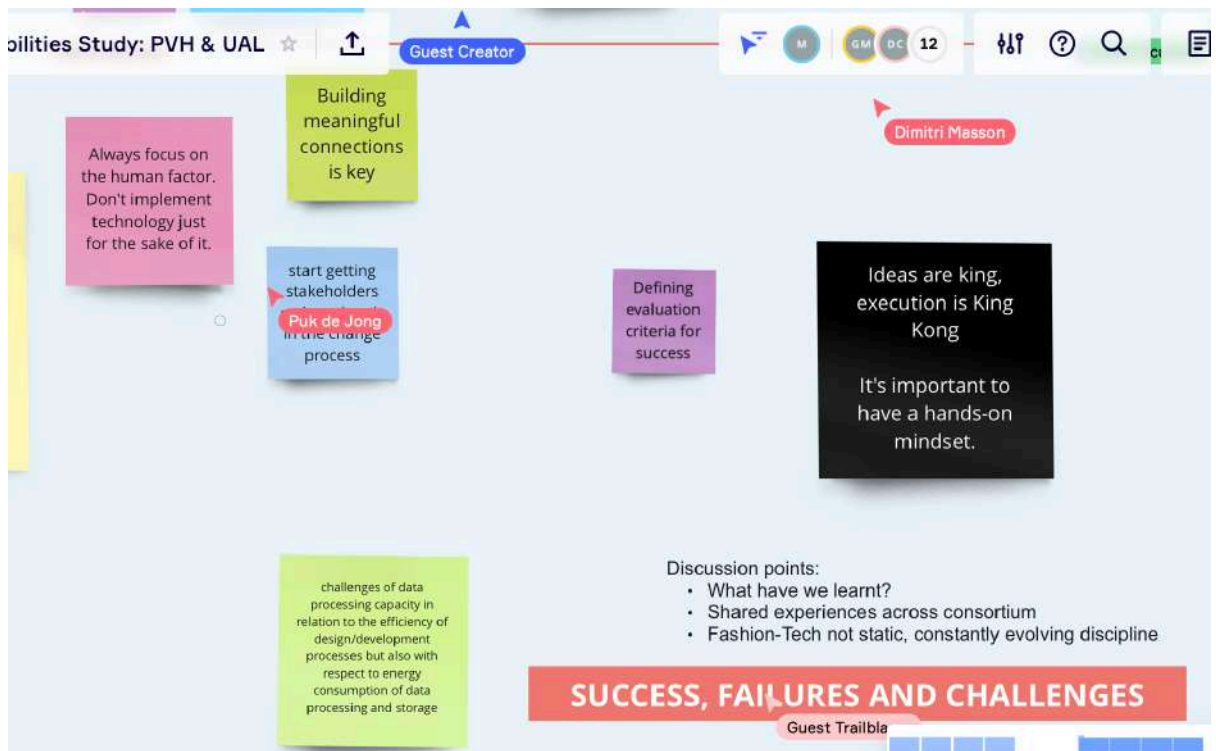 bilities Study: PVH & UAL
Guest Creator
M
GM
DC
12
Dimitri Masson
Building
meaningful
connections
is key
Always focus on
the human factor.
Don't implement
technology just
for the sake of it.
start getting
stakeholders
Puk de Jong
in the change
process
Defining
evaluation
criteria for
success
Ideas are king,
execution is King
Kong
It's important to
have a hands-on
mindset.
challenges of data
processing capacity in
relation to the efficiency of
design/development
processes but also with
respect to energy
consumption of data
processing and storage
Discussion points:
• What have we learnt?
• Shared experiences across consortium
• Fashion-Tech not static, constantly evolving discipline
SUCCESS, FAILURES AND CHALLENGES
Guest Trailbla